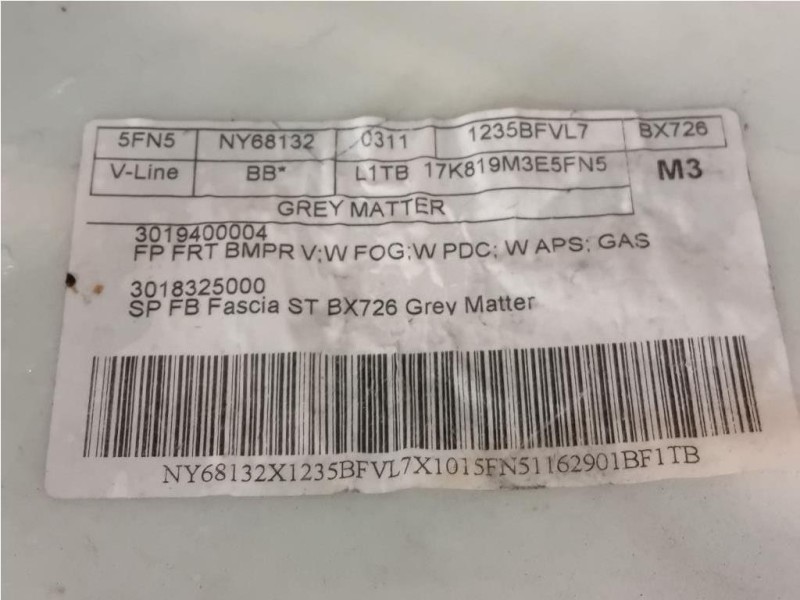 5FN5 NY68132 0311 1235BFVL7 BX726
V-Line BB* L1TB 17K819M3E5FN5 M3
GREY MATTER
3019400004
FP FRT BMPR V;W FOG;W PDC; W APS; GAS
3018325000
SP FB Fascia ST BX726 Grey Matter
NY68132X1235BFVL7X1015FN51162901BF1TB